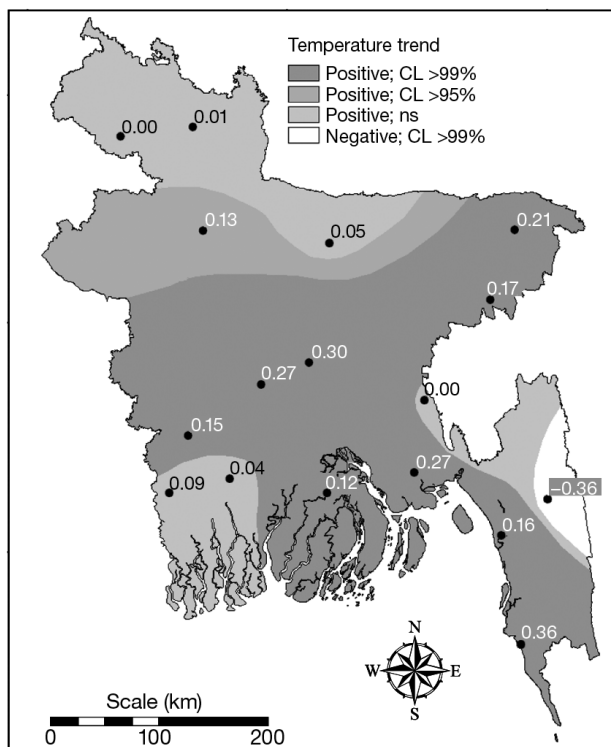 Temperature trend
Positive; CL >99%
Positive; CL >95%
Positive; ns
Negative; CL >99%
0.00
0.01
0.13
0.05
0.21
0.17
0.30
0.27
0.00
0.15
0.09
0.04
0.12
0.27
−0.36
0.16
0.36
N
W
E
S
Scale (km)
0
100
200